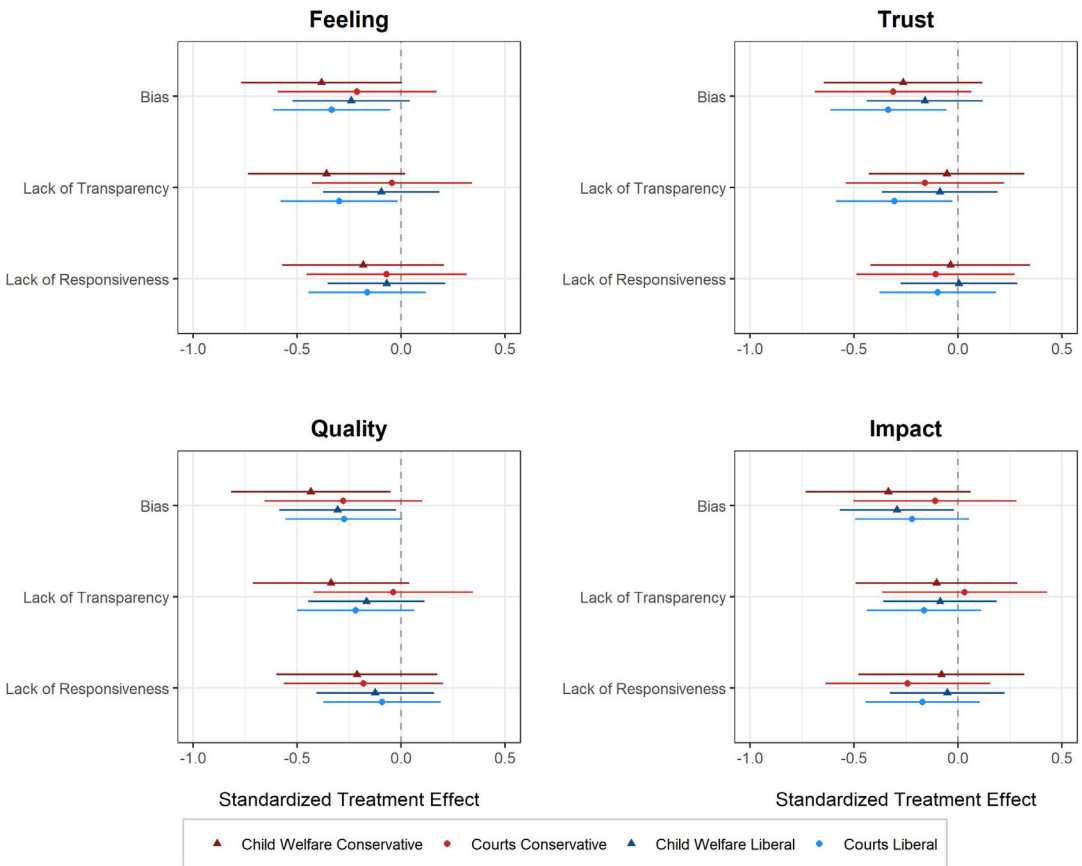 Feeling
Trust
Bias
Lack of Transparency
Lack of Responsiveness
-1.0 -0.5 0.0 0.5
Bias
Lack of Transparency
Lack of Responsiveness
-1.0 -0.5 0.0 0.5
Quality
Impact
Bias
Lack of Transparency
Lack of Responsiveness
-1.0 -0.5 0.0 0.5
Standardized Treatment Effect
Bias
Lack of Transparency
Lack of Responsiveness
-1.0 -0.5 0.0 0.5
Standardized Treatment Effect
Child Welfare Conservative Courts Conservative Child Welfare Liberal Courts Liberal